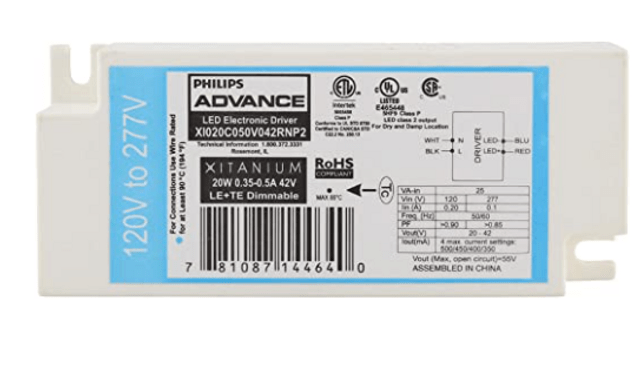 120V to 277V
For Connections Use Wire Rated
for at Least 90°C (194°F)
PHILIPS
ADVANCE
LED Electronic Driver
XI020C050V042RNP2
Technical Information 1.800.372.3331
Rosemont, IL
XITANIUM
20W 0.35-0.5A 42V
LE+TE Dimmable
RoHS
COMPLIANT
MAX.
Tc
ETL
Intertek
Class P
UL
LISTED
E465448
SHP9 Class P
LED class 2 output
For Dry and Damp Location
WHT N
BLK L
DRIVER
LED- BLU
LED+ RED
VA-in 25
Vin (V) 120 277
Iin (A) 0.20 0.1
Freq. (Hz) 50/60
PF >0.90 >0.85
Vout(V) 20 - 42
Iout(mA) 4 max. current settings:
500/450/400/350
Vout (Max, open circuit)=55V
ASSEMBLED IN CHINA
7 81087 14464 0